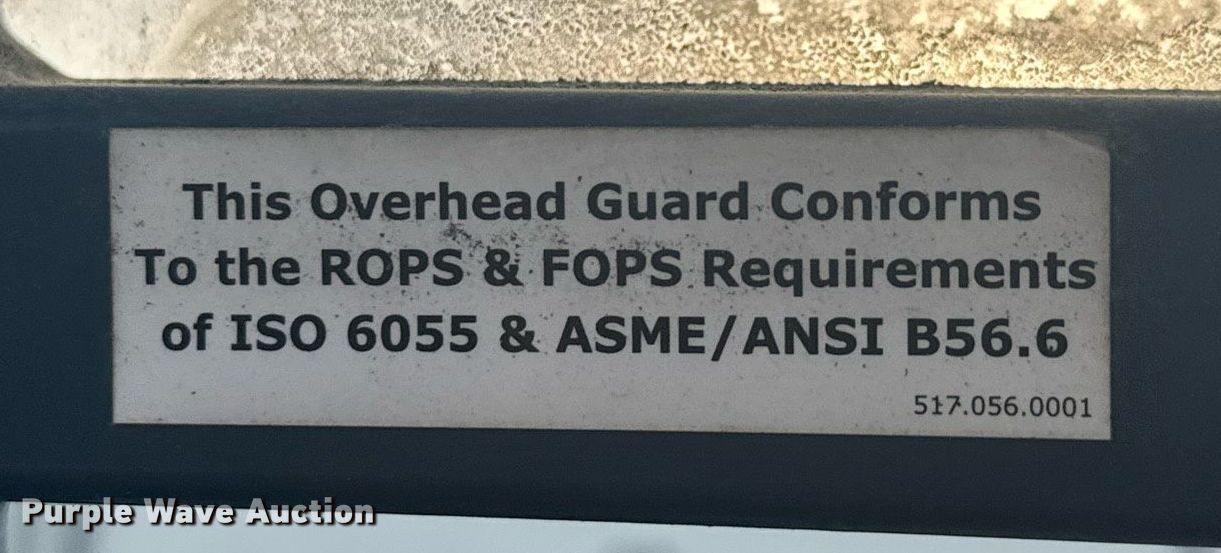 This Overhead Guard Conforms
To the ROPS & FOPS Requirements
of ISO 6055 & ASME/ANSI B56.6
517.056.0001
Purple Wave Auction